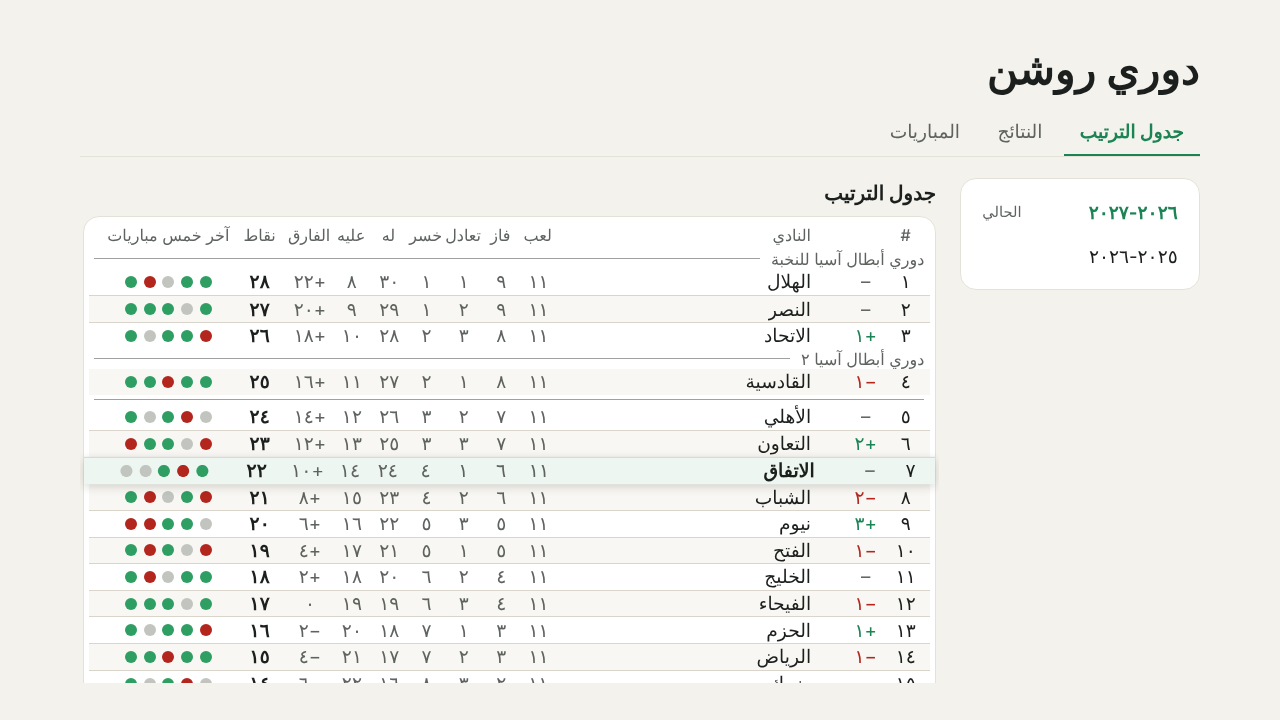 دوري روشن
جدول الترتيب النتائج المباريات
٢٠٢٦-٢٠٢٧ الحالي
٢٠٢٥-٢٠٢٦
جدول الترتيب
# النادي لعب فاز تعادل خسر له عليه الفارق نقاط آخر خمس مباريات
دوري أبطال آسيا للنخبة
١ – الهلال ١١ ٩ ١ ١ ٣٠ ٨ +٢٢ ٢٨
٢ – النصر ١١ ٩ ٢ ١ ٢٩ ٩ +٢٠ ٢٧
٣ +١ الاتحاد ١١ ٨ ٣ ٢ ٢٨ ١٠ +١٨ ٢٦
دوري أبطال آسيا ٢
٤ –١ القادسية ١١ ٨ ١ ٢ ٢٧ ١١ +١٦ ٢٥
٥ – الأهلي ١١ ٧ ٢ ٣ ٢٦ ١٢ +١٤ ٢٤
٦ +٢ التعاون ١١ ٧ ٣ ٣ ٢٥ ١٣ +١٢ ٢٣
٧ – الاتفاق ١١ ٦ ١ ٤ ٢٤ ١٤ +١٠ ٢٢
٨ –٢ الشباب ١١ ٦ ٢ ٤ ٢٣ ١٥ +٨ ٢١
٩ +٣ نيوم ١١ ٥ ٣ ٥ ٢٢ ١٦ +٦ ٢٠
١٠ –١ الفتح ١١ ٥ ١ ٥ ٢١ ١٧ +٤ ١٩
١١ – الخليج ١١ ٤ ٢ ٦ ٢٠ ١٨ +٢ ١٨
١٢ –١ الفيحاء ١١ ٤ ٣ ٦ ١٩ ١٩ ٠ ١٧
١٣ +١ الحزم ١١ ٣ ١ ٧ ١٨ ٢٠ –٢ ١٦
١٤ –١ الرياض ١١ ٣ ٢ ٧ ١٧ ٢١ –٤ ١٥